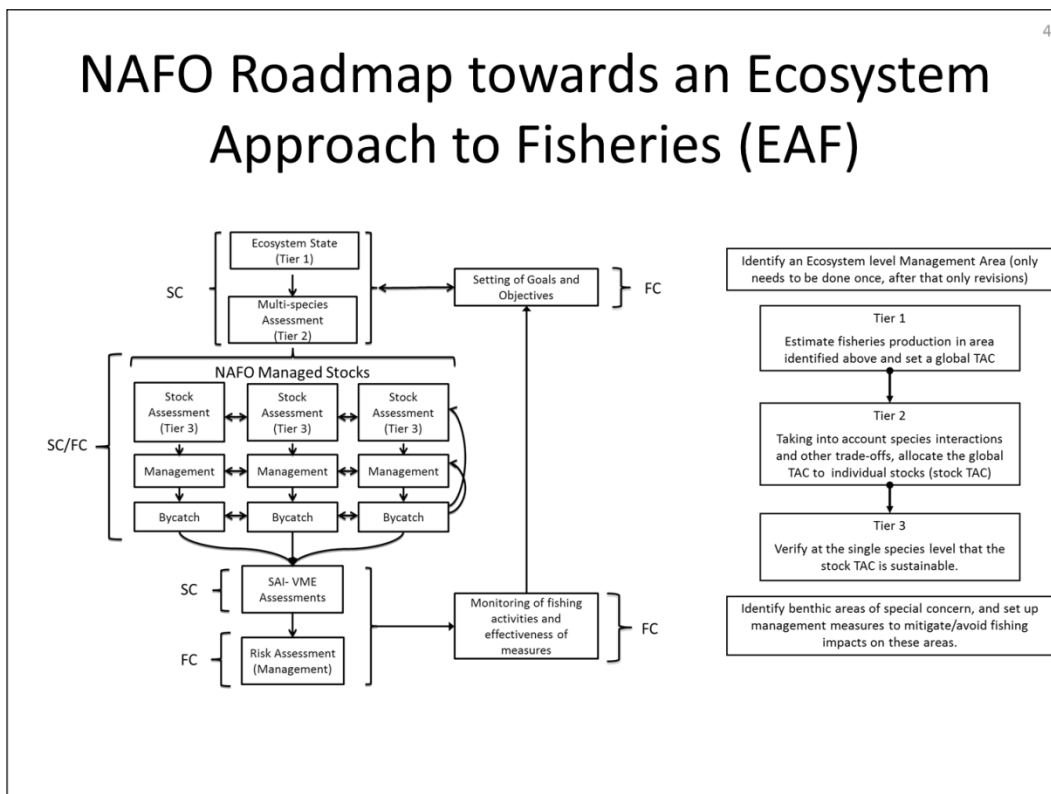 4
NAFO Roadmap towards an Ecosystem
Approach to Fisheries (EAF)
Ecosystem State
(Tier 1)
SC
Multi-species
Assessment
(Tier 2)
Setting of Goals and
Objectives
FC
NAFO Managed Stocks
Stock
Assessment
(Tier 3)
Stock
Assessment
(Tier 3)
Stock
Assessment
(Tier 3)
SC/FC
Management
Management
Management
Bycatch
Bycatch
Bycatch
SC
SAI- VME
Assessments
FC
Risk Assessment
(Management)
Monitoring of fishing
activities and
effectiveness of
measures
FC
Identify an Ecosystem level Management Area (only
needs to be done once, after that only revisions)
Tier 1
Estimate fisheries production in area
identified above and set a global TAC
Tier 2
Taking into account species interactions
and other trade-offs, allocate the global
TAC to individual stocks (stock TAC)
Tier 3
Verify at the single species level that the
stock TAC is sustainable.
Identify benthic areas of special concern, and set up
management measures to mitigate/avoid fishing
impacts on these areas.